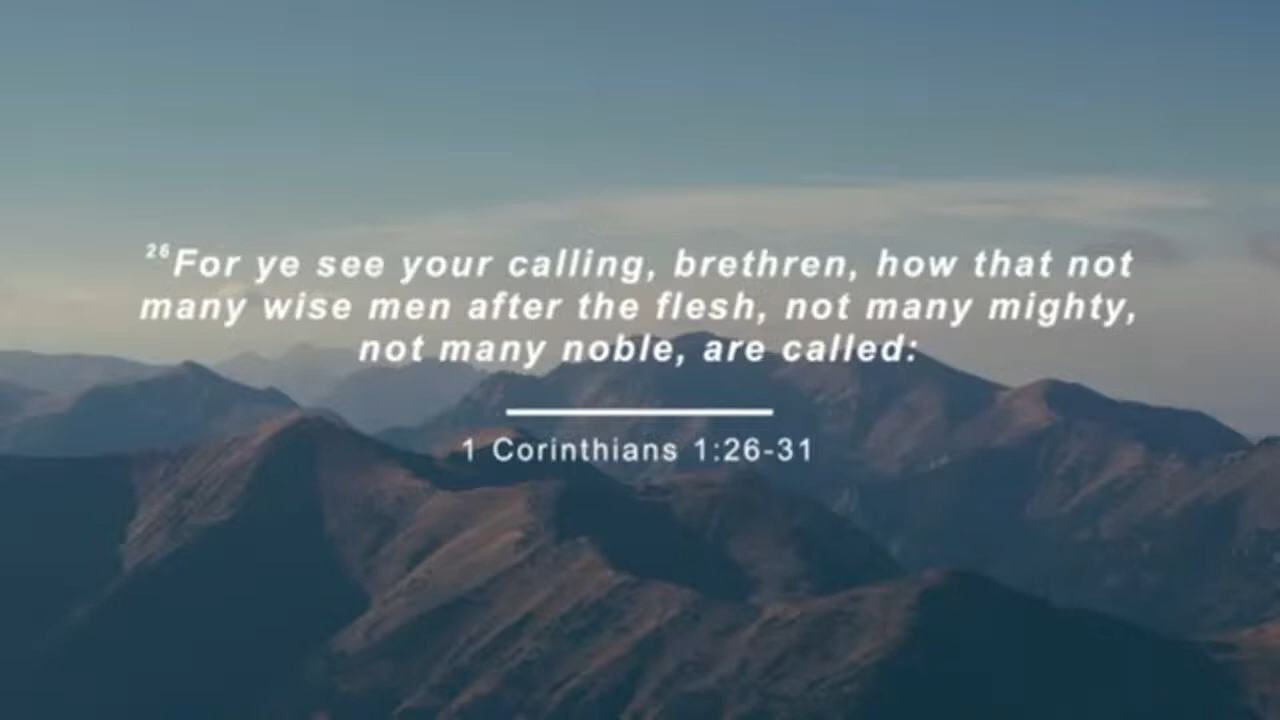 ²⁶For ye see your calling, brethren, how that not
many wise men after the flesh, not many mighty,
not many noble, are called:
1 Corinthians 1:26-31